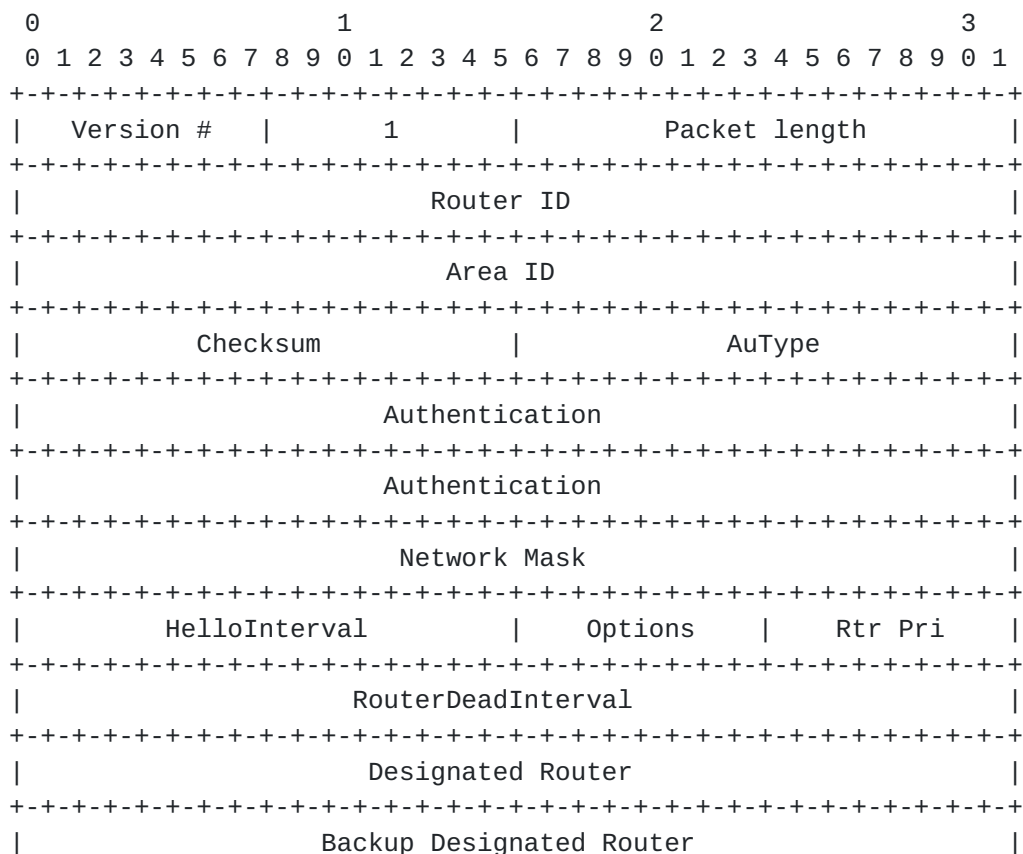 0                   1                   2                   3
 0 1 2 3 4 5 6 7 8 9 0 1 2 3 4 5 6 7 8 9 0 1 2 3 4 5 6 7 8 9 0 1
+-+-+-+-+-+-+-+-+-+-+-+-+-+-+-+-+-+-+-+-+-+-+-+-+-+-+-+-+-+-+-+-+
|   Version #   |       1       |         Packet length         |
+-+-+-+-+-+-+-+-+-+-+-+-+-+-+-+-+-+-+-+-+-+-+-+-+-+-+-+-+-+-+-+-+
|                          Router ID                            |
+-+-+-+-+-+-+-+-+-+-+-+-+-+-+-+-+-+-+-+-+-+-+-+-+-+-+-+-+-+-+-+-+
|                           Area ID                             |
+-+-+-+-+-+-+-+-+-+-+-+-+-+-+-+-+-+-+-+-+-+-+-+-+-+-+-+-+-+-+-+-+
|           Checksum            |             AuType            |
+-+-+-+-+-+-+-+-+-+-+-+-+-+-+-+-+-+-+-+-+-+-+-+-+-+-+-+-+-+-+-+-+
|                       Authentication                          |
+-+-+-+-+-+-+-+-+-+-+-+-+-+-+-+-+-+-+-+-+-+-+-+-+-+-+-+-+-+-+-+-+
|                       Authentication                          |
+-+-+-+-+-+-+-+-+-+-+-+-+-+-+-+-+-+-+-+-+-+-+-+-+-+-+-+-+-+-+-+-+
|                        Network Mask                           |
+-+-+-+-+-+-+-+-+-+-+-+-+-+-+-+-+-+-+-+-+-+-+-+-+-+-+-+-+-+-+-+-+
|         HelloInterval         |    Options    |    Rtr Pri    |
+-+-+-+-+-+-+-+-+-+-+-+-+-+-+-+-+-+-+-+-+-+-+-+-+-+-+-+-+-+-+-+-+
|                     RouterDeadInterval                        |
+-+-+-+-+-+-+-+-+-+-+-+-+-+-+-+-+-+-+-+-+-+-+-+-+-+-+-+-+-+-+-+-+
|                      Designated Router                        |
+-+-+-+-+-+-+-+-+-+-+-+-+-+-+-+-+-+-+-+-+-+-+-+-+-+-+-+-+-+-+-+-+
|                   Backup Designated Router                    |